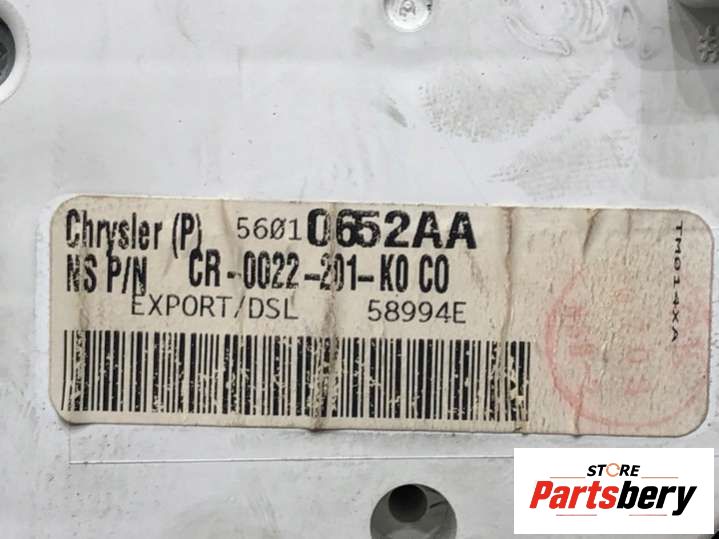 Chrysler (P) 56010652AA
NS P/N CR-0022-201-K0 C0
EXPORT/DSL 58994E
TM014XA
STORE
Partsbery